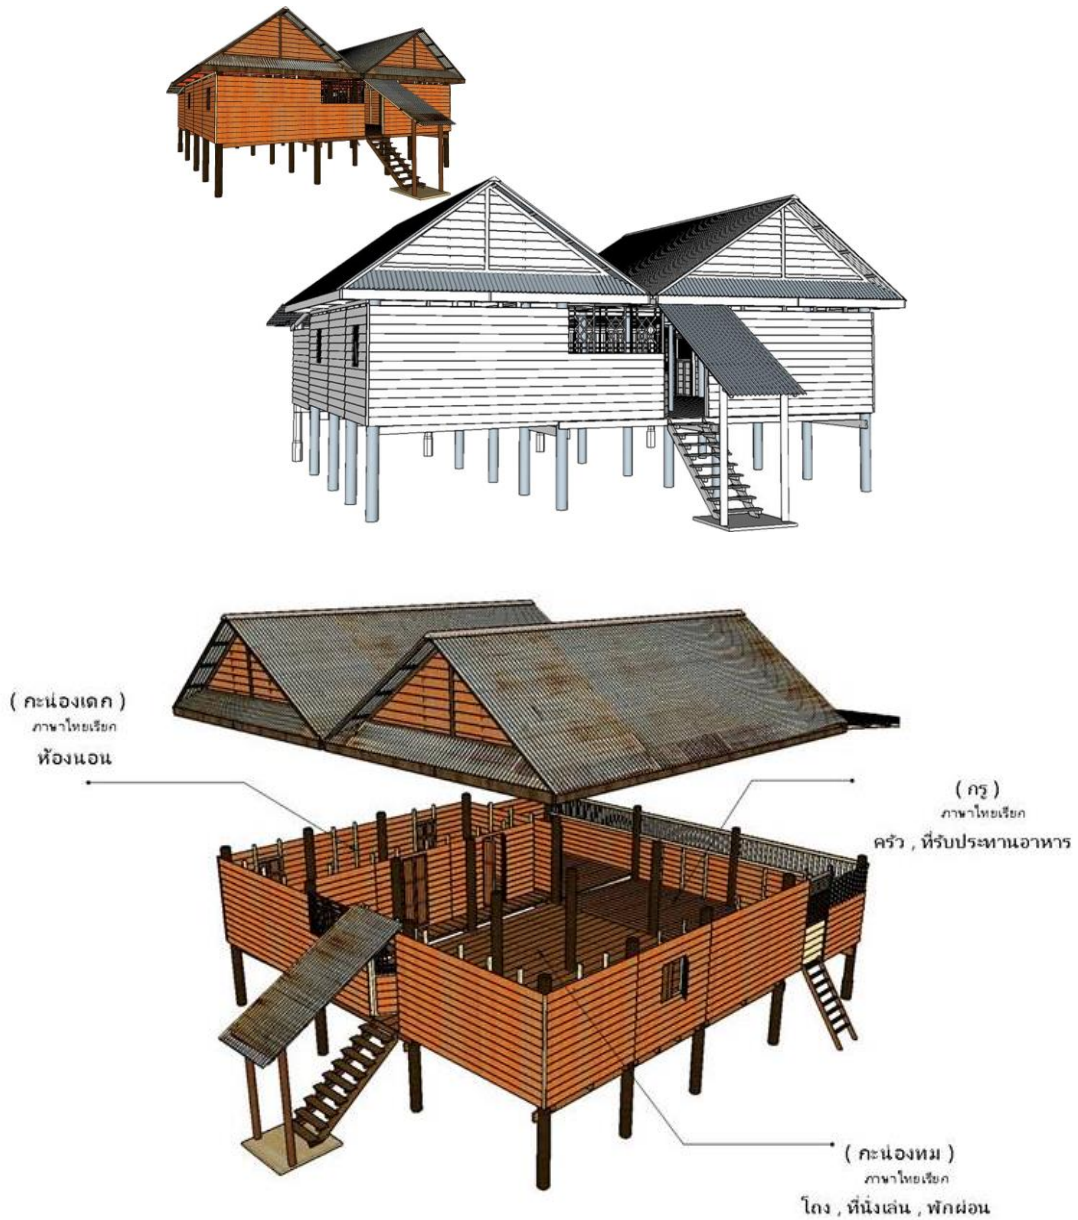 ( กะน่องเดก )
ภาษาไทยเรียก
ห้องนอน
( กรู )
ภาษาไทยเรียก
ครัว , ที่รับประทานอาหาร
( กะน่องทม )
ภาษาไทยเรียก
โถง , ที่นั่งเล่น , พักผ่อน